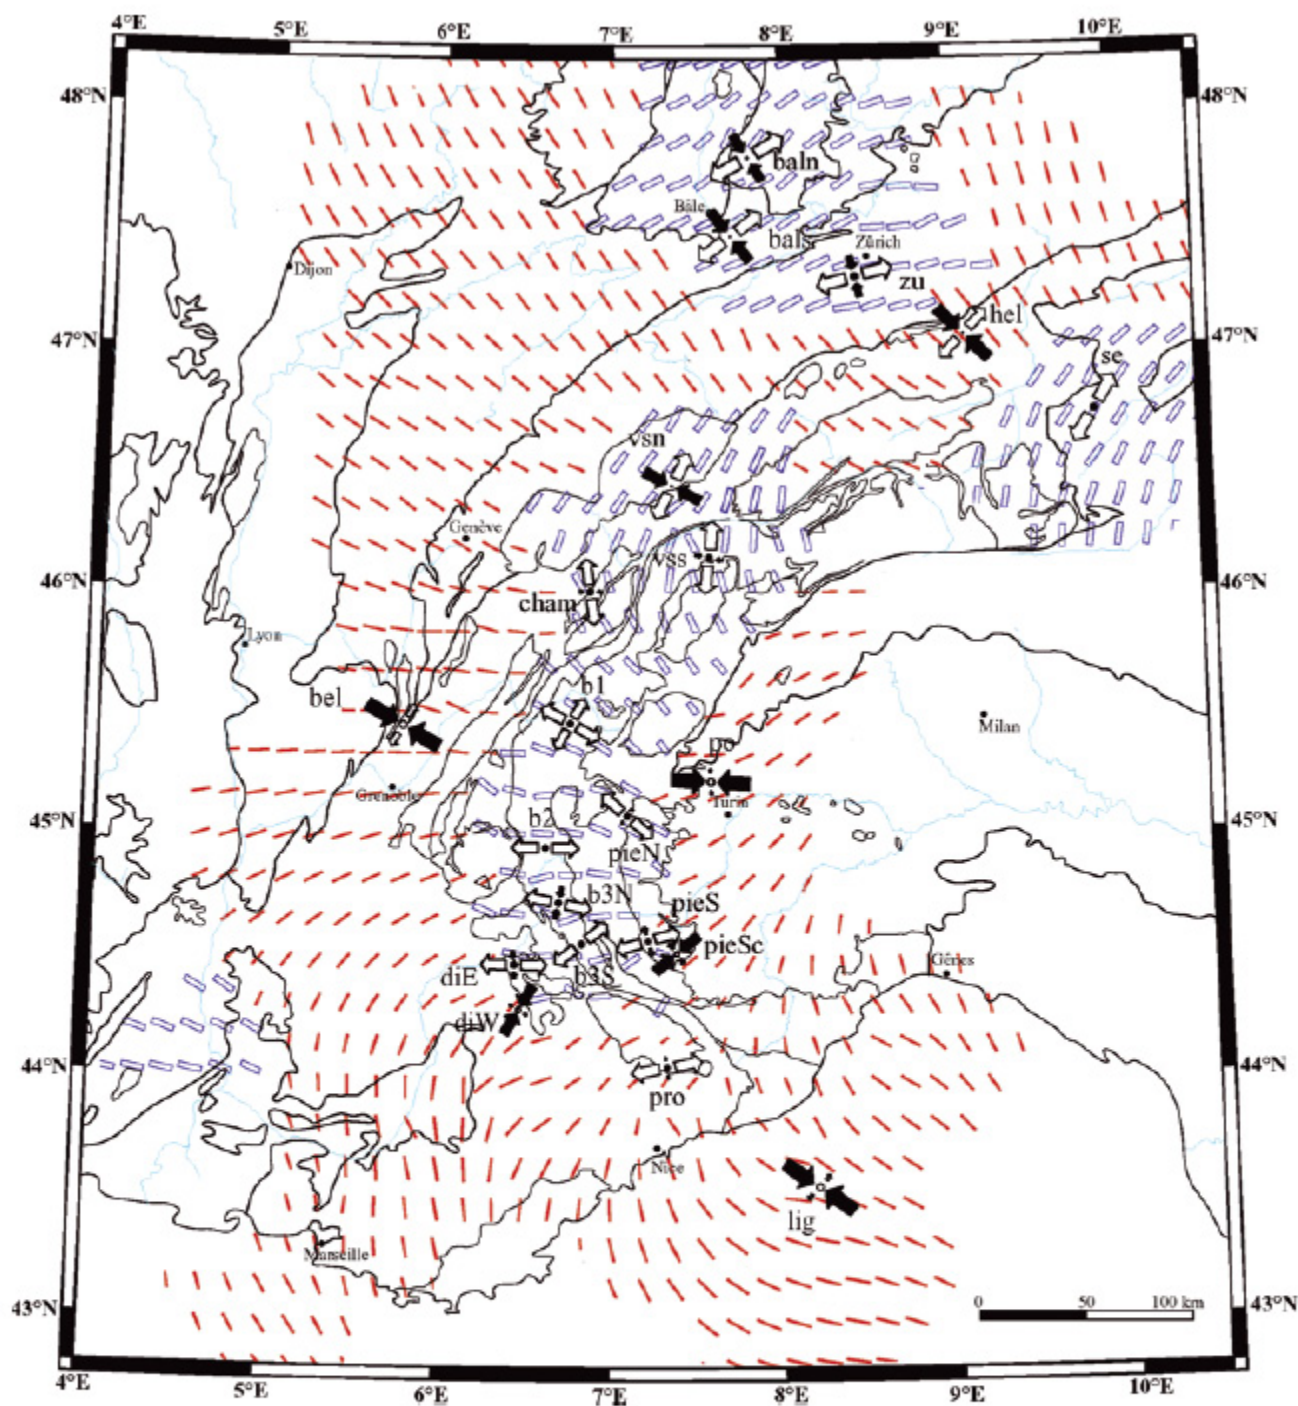 4°E 5°E 6°E 7°E 8°E 9°E 10°E
48°N 48°N
baln
Bâle
bals
Zürich
zu
Dijon
hel
47°N 47°N
se
vsn
Genève
vss
46°N 46°N
cham
Lyon
bel
b1
Milan
po
Turin
Grenoble
45°N 45°N
b2
pieN
b3N
pieS
pieSc
Gênes
diE
b3S
diW
44°N 44°N
pro
Nice
lig
Marseille
43°N 43°N
0 50 100 km
4°E 5°E 6°E 7°E 8°E 9°E 10°E